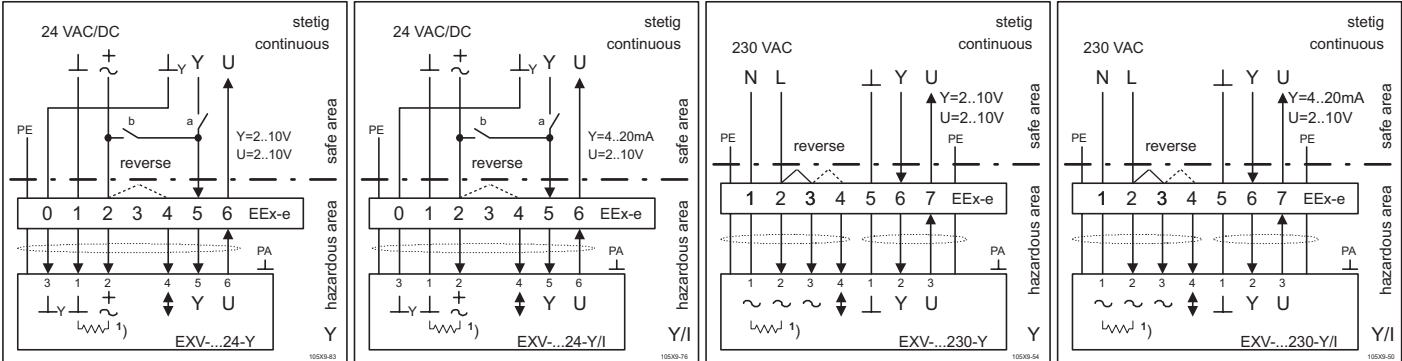 24 VAC/DC stetig
continuous
⊥ + ⊥Y Y U
~
b a
PE
Y=2..10V
U=2..10V
reverse
safe area
0 1 2 3 4 5 6 EEx-e
hazardous area
PA
3 1 2 4 5 6
⊥Y ⊥ + Y U
~
1)
EXV-...24-Y Y
105X9-83
24 VAC/DC stetig
continuous
⊥ + ⊥Y Y U
~
b a
PE
Y=4..20mA
U=2..10V
reverse
safe area
0 1 2 3 4 5 6 EEx-e
hazardous area
PA
3 1 2 4 5 6
⊥Y ⊥ + Y U
~
1)
EXV-...24-Y/I Y/I
105X9-76
stetig
230 VAC continuous
N L ⊥ Y U
Y=2..10V
U=2..10V
PE PE
reverse
safe area
1 2 3 4 5 6 7 EEx-e
hazardous area
PA
1 2 3 4 1 2 3
~ ~ ~ ⊥ Y U
1)
EXV-...230-Y Y
105X9-54
stetig
230 VAC continuous
N L ⊥ Y U
Y=4..20mA
U=2..10V
PE PE
reverse
safe area
1 2 3 4 5 6 7 EEx-e
hazardous area
PA
1 2 3 4 1 2 3
~ ~ ~ ⊥ Y U
1)
EXV-...230-Y/I Y/I
105X9-50